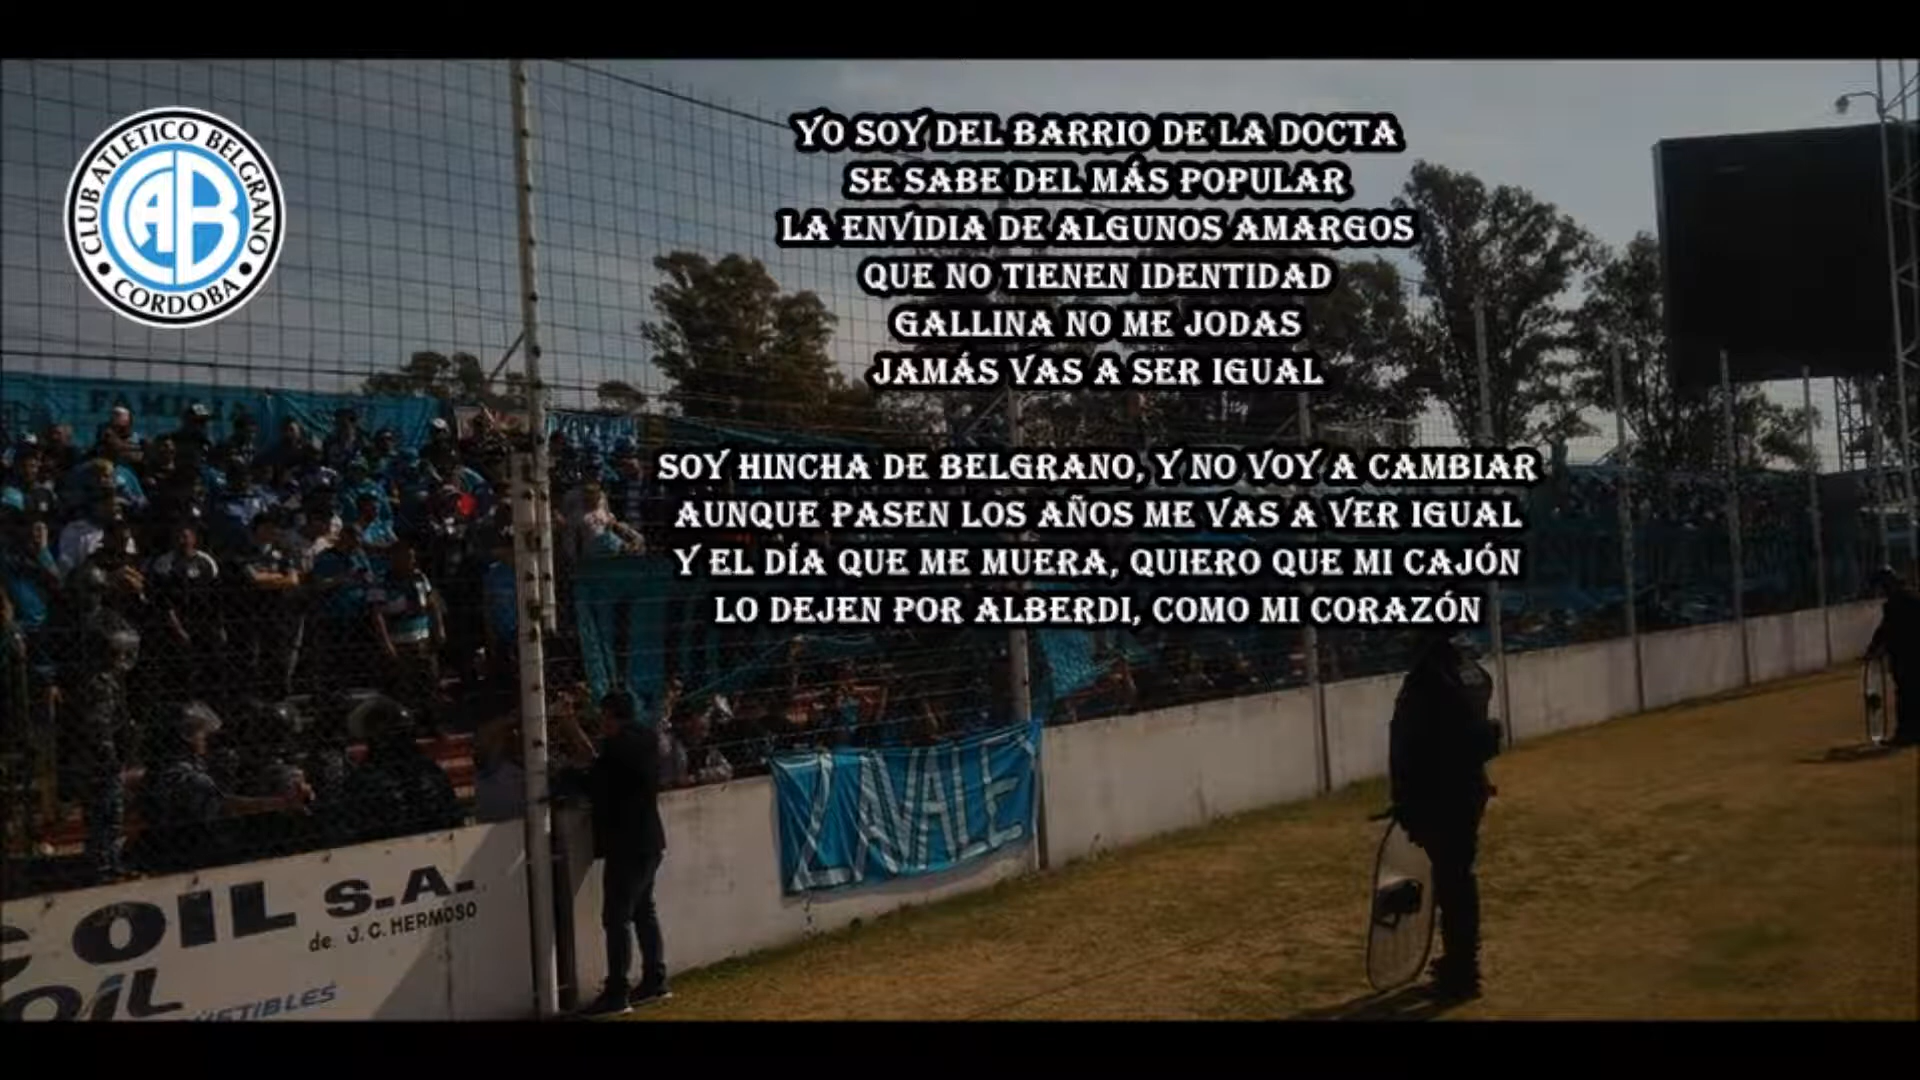 CLUB ATLETICO BELGRANO
CAB
CORDOBA
YO SOY DEL BARRIO DE LA DOCTA
SE SABE DEL MÁS POPULAR
LA ENVIDIA DE ALGUNOS AMARGOS
QUE NO TIENEN IDENTIDAD
GALLINA NO ME JODAS
JAMÁS VAS A SER IGUAL
SOY HINCHA DE BELGRANO, Y NO VOY A CAMBIAR
AUNQUE PASEN LOS AÑOS ME VAS A VER IGUAL
Y EL DÍA QUE ME MUERA, QUIERO QUE MI CAJÓN
LO DEJEN POR ALBERDI, COMO MI CORAZÓN
FAMILIA
ZAVALE
OIL S.A.
de J.C. HERMOSO
OIL